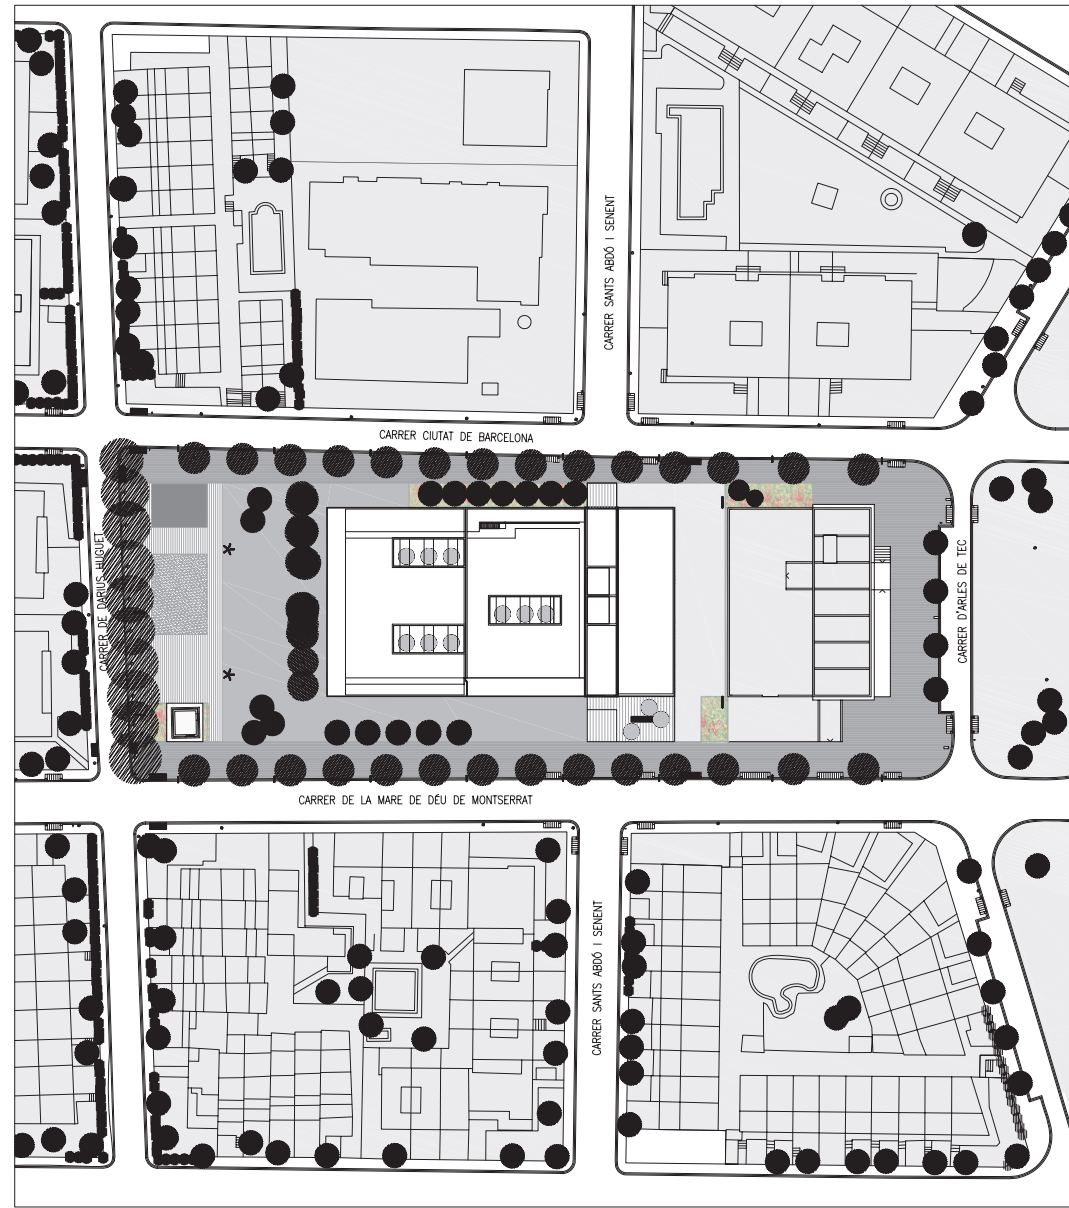 CARRER SANTS ABDÓ I SENENT
CARRER CIUTAT DE BARCELONA
CARRER DE DARIUS HUGUET
CARRER D'ARLES DE TEC
CARRER DE LA MARE DE DÉU DE MONTSERRAT
CARRER SANTS ABDÓ I SENENT